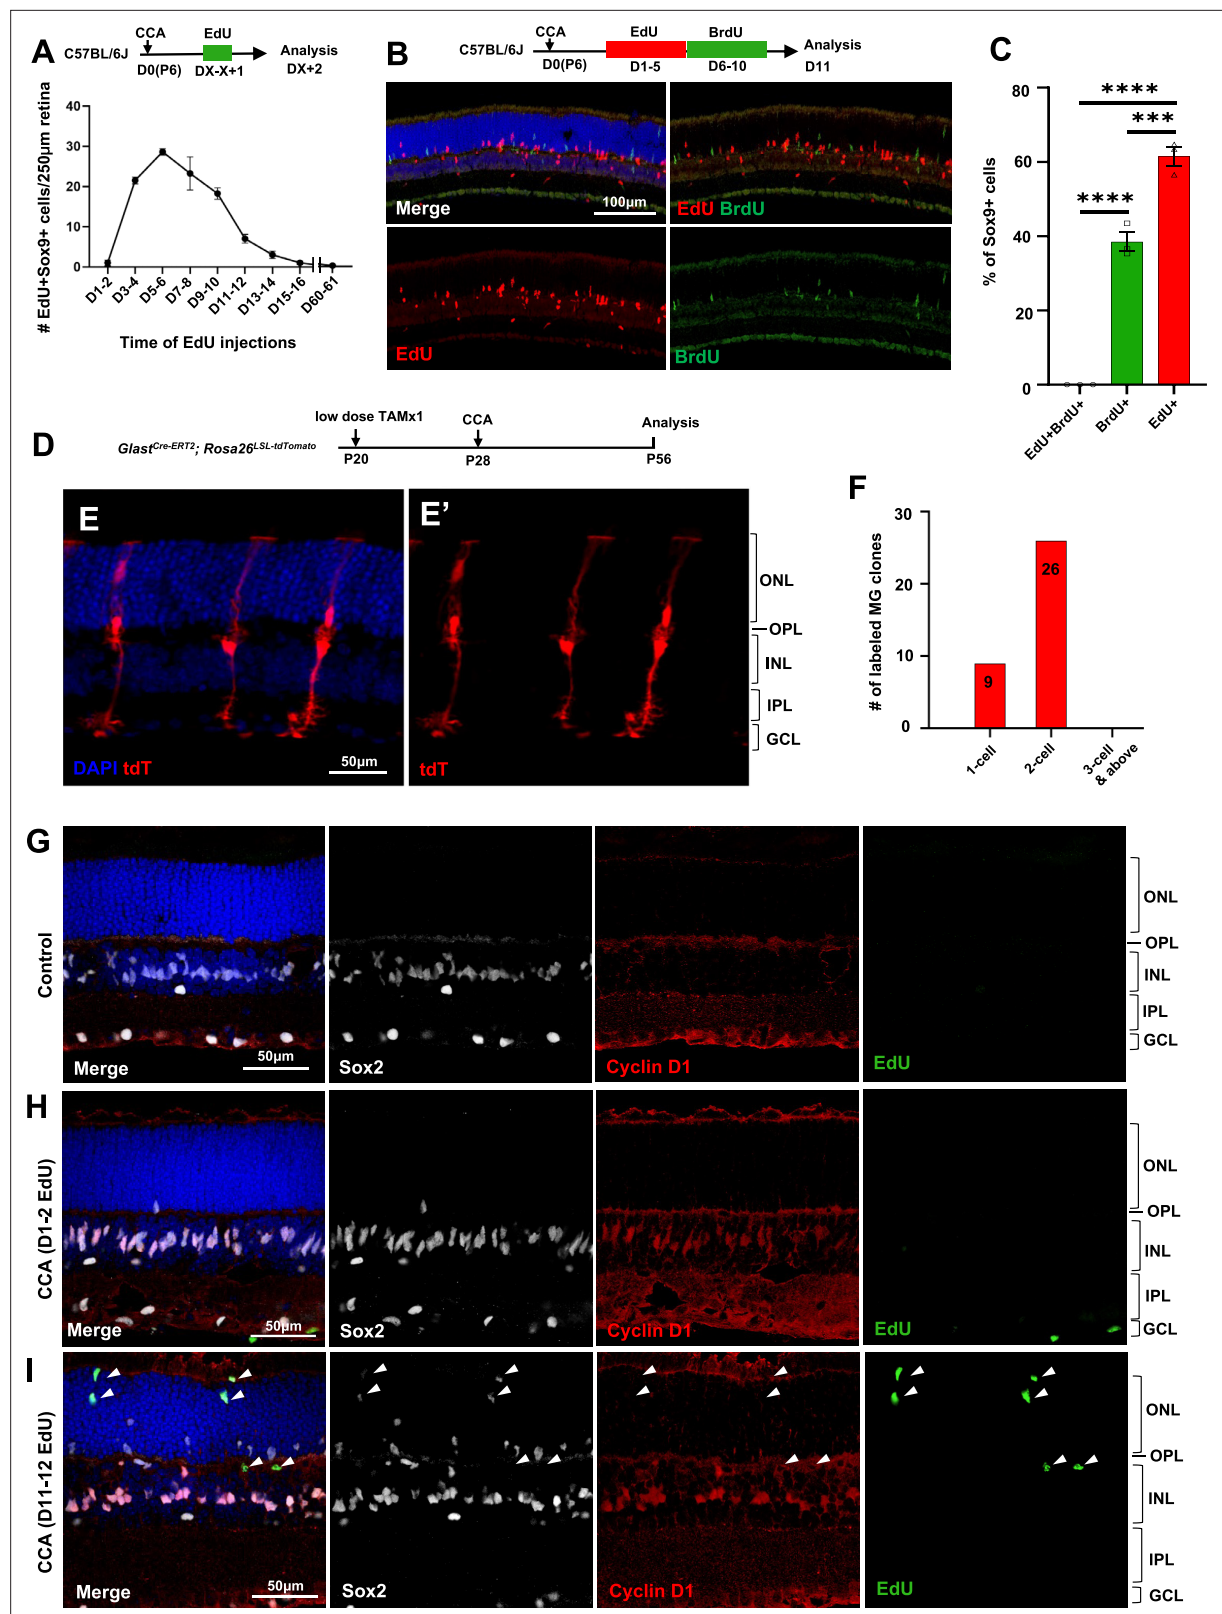 A
C57BL/6J
CCA
EdU
D0(P6)
DX-X+1
Analysis
DX+2
# EdU+Sox9+ cells/250µm retina
40
30
20
10
0
D1-2
D3-4
D5-6
D7-8
D9-10
D11-12
D13-14
D15-16
D60-61
Time of EdU injections
B
C57BL/6J
CCA
EdU
BrdU
D0(P6)
D1-5
D6-10
Analysis
D11
Merge
100µm
EdU BrdU
EdU
BrdU
C
% of Sox9+ cells
80
60
40
20
0
****
***
****
EdU+BrdU+
BrdU+
EdU+
D
Glast^Cre-ERT2; Rosa26^LSL-tdTomato
low dose TAMx1
CCA
Analysis
P20
P28
P56
E
DAPI tdT
50µm
E’
tdT
ONL
OPL
INL
IPL
GCL
F
# of labeled MG clones
30
20
10
0
9
26
1-cell
2-cell
3-cell
& above
G
Control
Merge
50µm
Sox2
Cyclin D1
EdU
ONL
OPL
INL
IPL
GCL
H
CCA (D1-2 EdU)
Merge
50µm
Sox2
Cyclin D1
EdU
ONL
OPL
INL
IPL
GCL
I
CCA (D11-12 EdU)
Merge
50µm
Sox2
Cyclin D1
EdU
ONL
OPL
INL
IPL
GCL